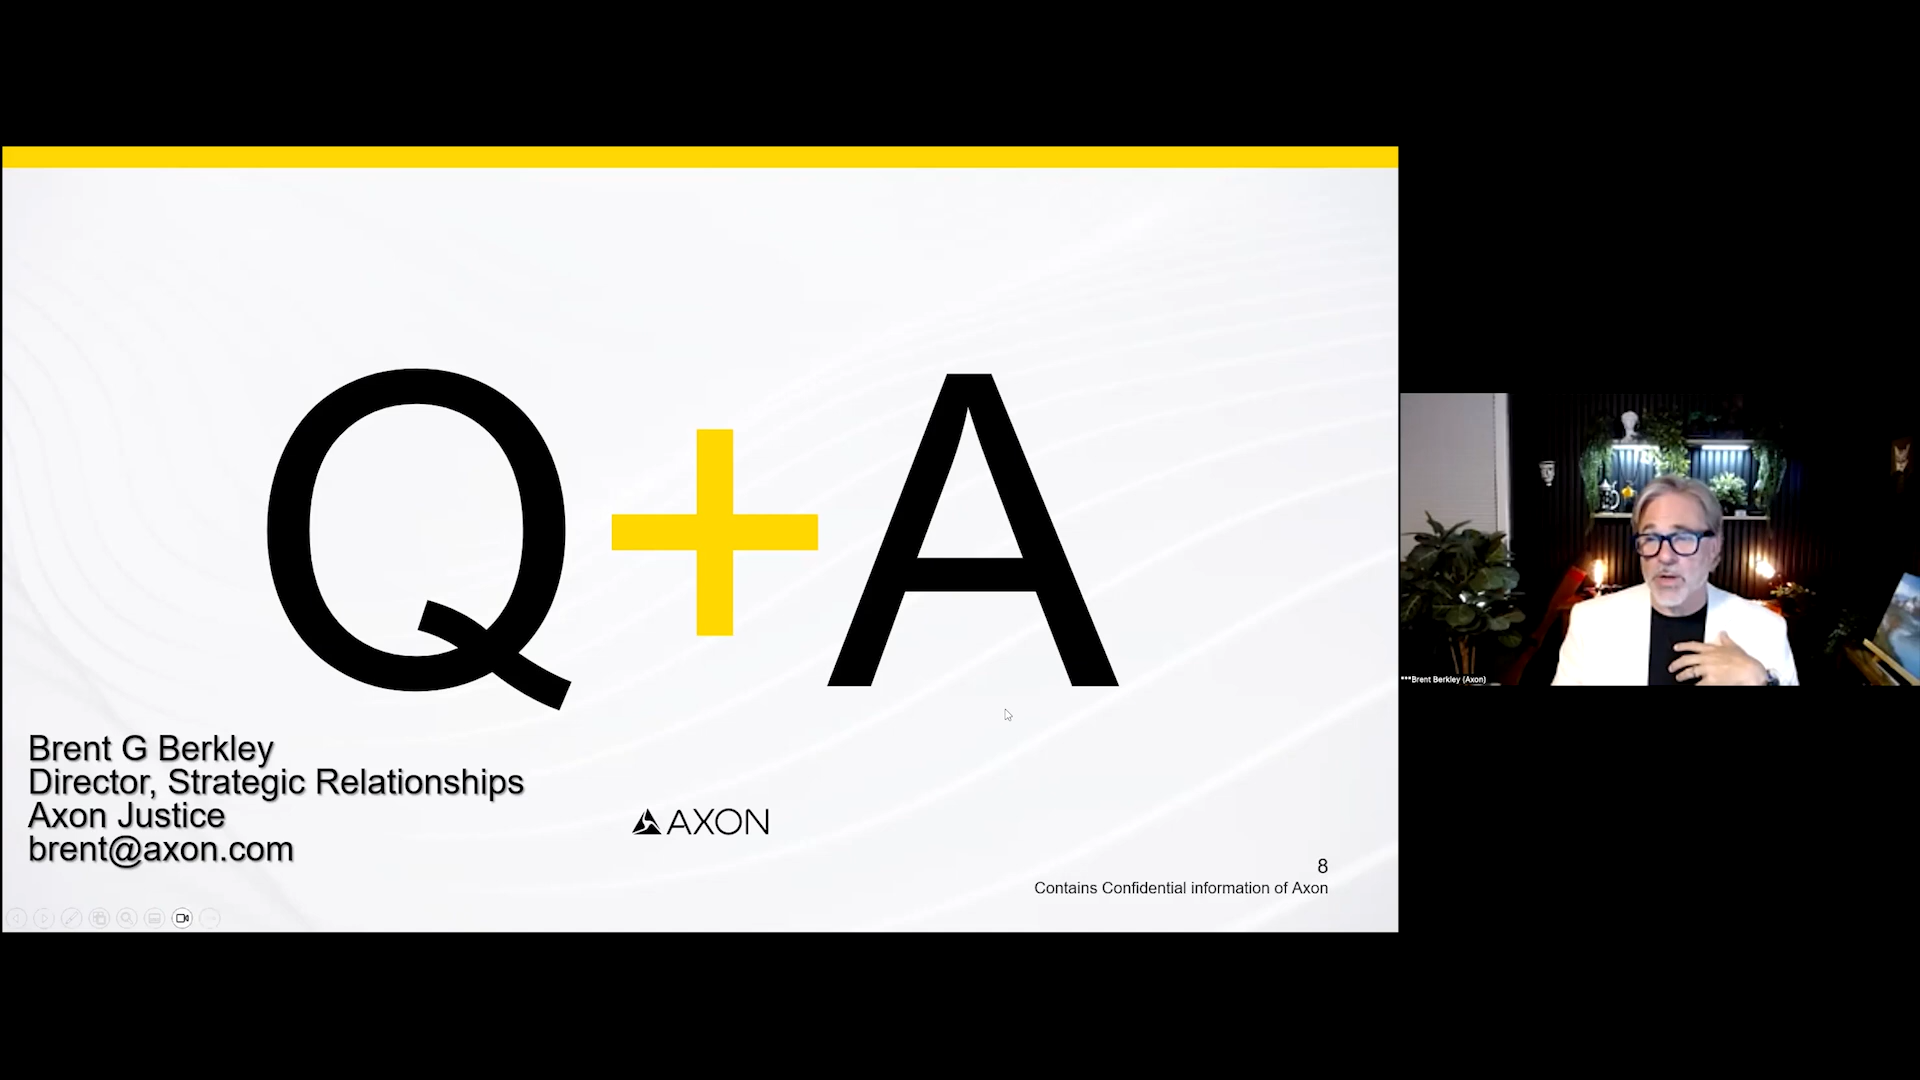 Q+A
Brent G Berkley
Director, Strategic Relationships
Axon Justice
brent@axon.com
AXON
8
Contains Confidential information of Axon
***Brent Berkley (Axon)